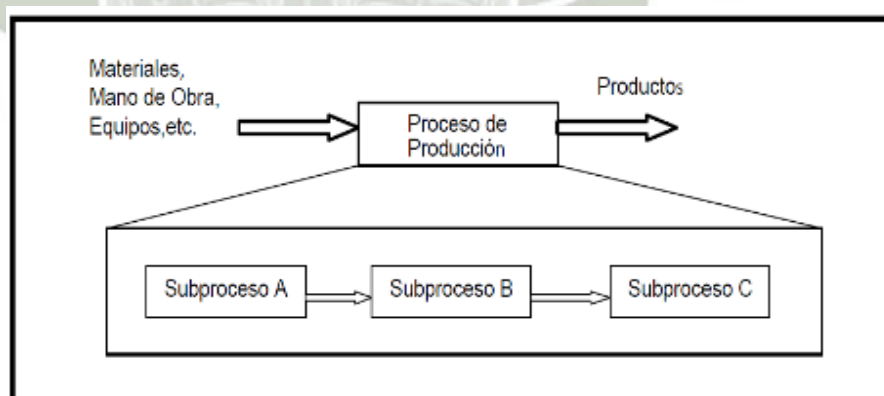 Materiales,
Mano de Obra,
Equipos,etc.
Productos
Proceso de
Producción
Subproceso A
Subproceso B
Subproceso C